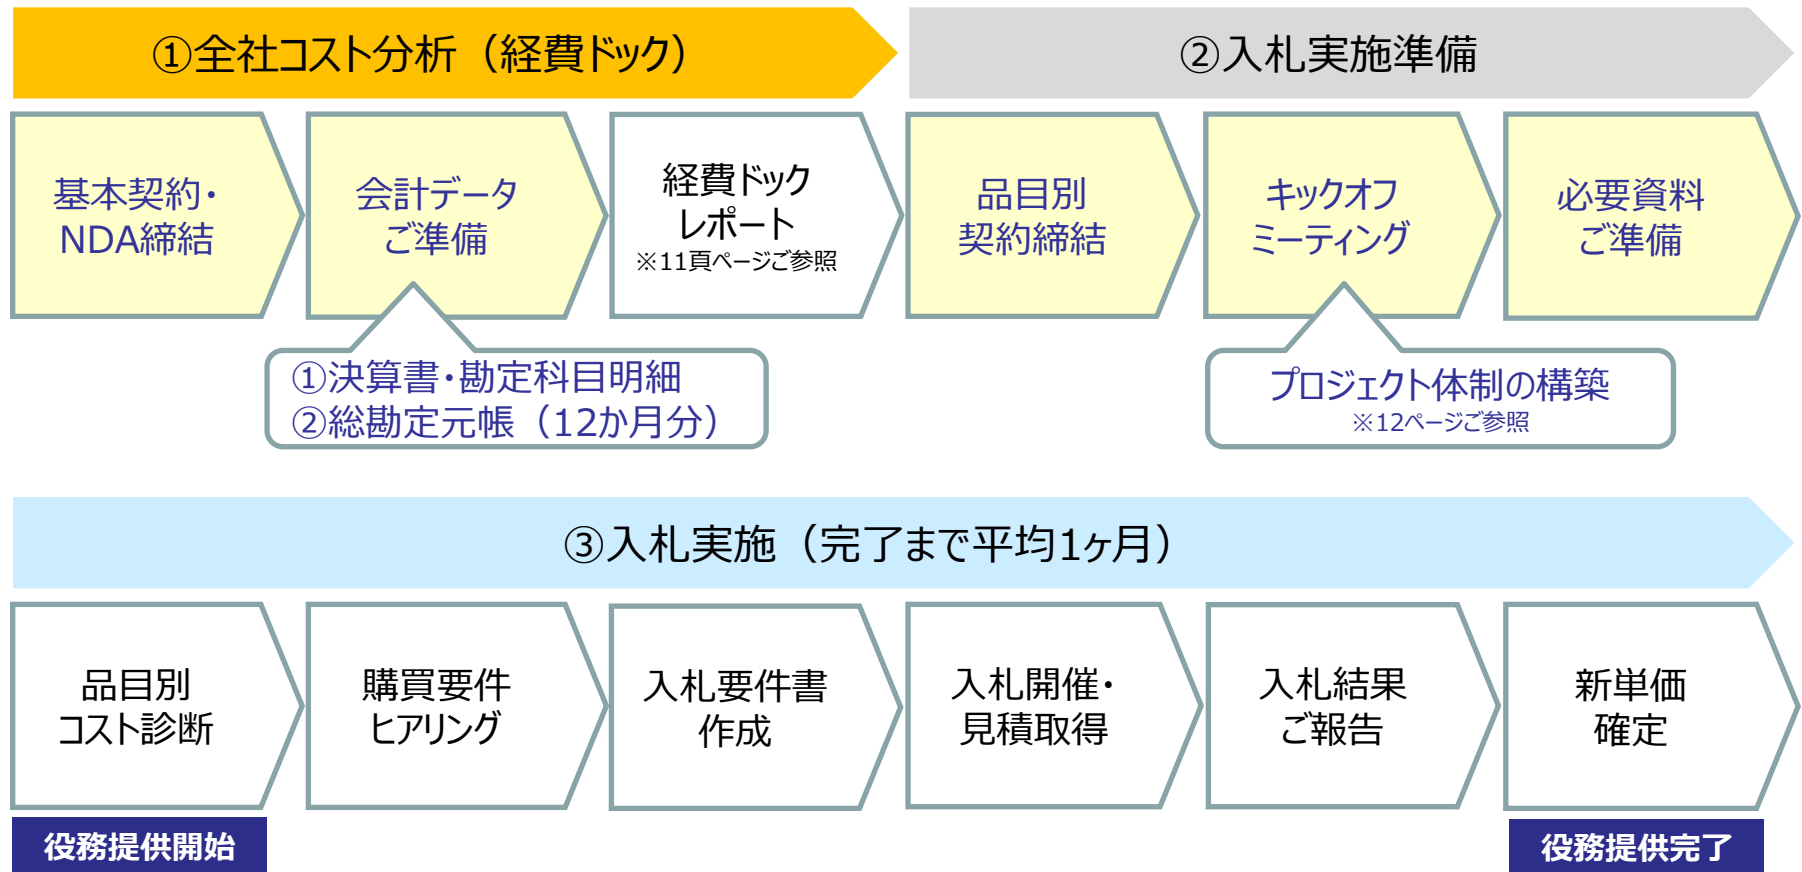 ①全社コスト分析（経費ドック）
②入札実施準備
基本契約・
NDA締結
会計データ
ご準備
経費ドック
レポート
※11頁ページご参照
品目別
契約締結
キックオフ
ミーティング
必要資料
ご準備
①決算書・勘定科目明細
②総勘定元帳（12か月分）
プロジェクト体制の構築
※12ページご参照
③入札実施（完了まで平均1ヶ月）
品目別
コスト診断
購買要件
ヒアリング
入札要件書
作成
入札開催・
見積取得
入札結果
ご報告
新単価
確定
役務提供開始
役務提供完了